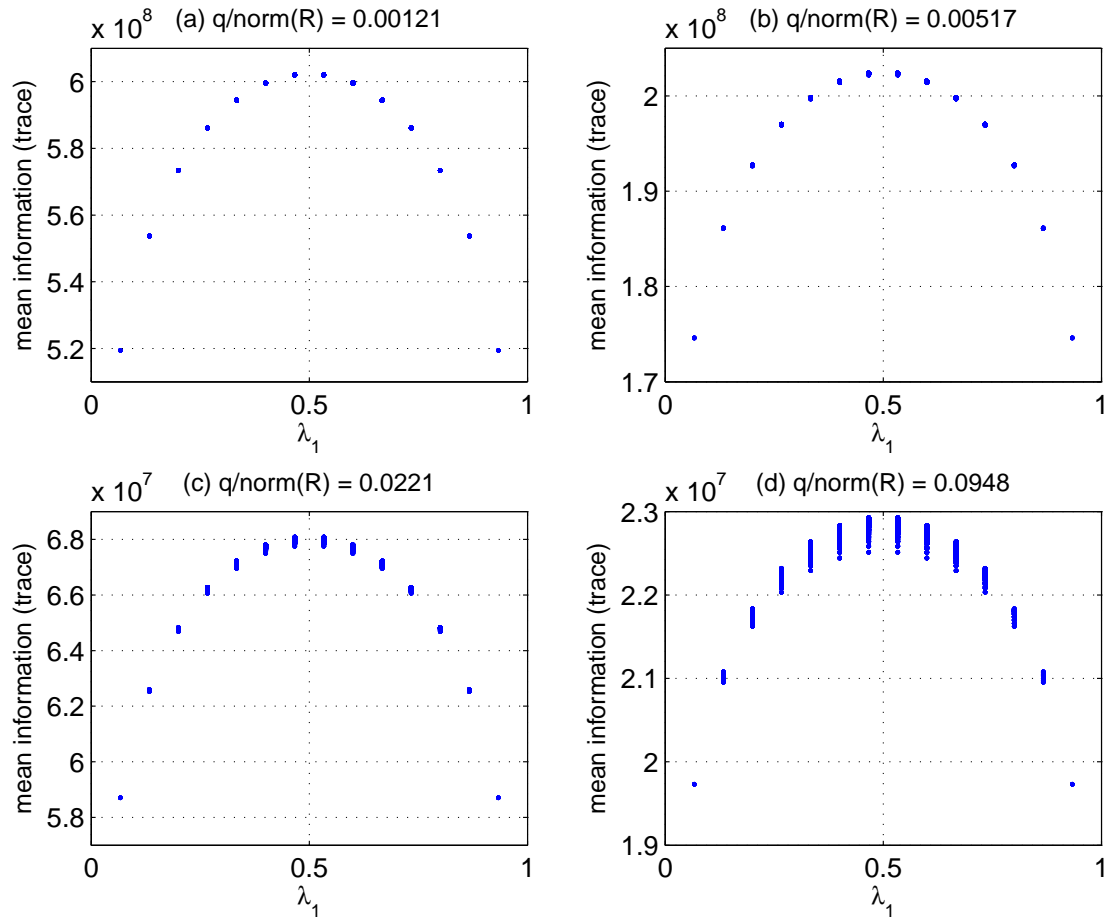 x 10^8 (a) q/norm(R) = 0.00121
6
5.8
5.6
5.4
5.2
mean information (trace)
0 0.5 1
λ_1
x 10^8 (b) q/norm(R) = 0.00517
2
1.9
1.8
1.7
mean information (trace)
0 0.5 1
λ_1
x 10^7 (c) q/norm(R) = 0.0221
6.8
6.6
6.4
6.2
6
5.8
mean information (trace)
0 0.5 1
λ_1
x 10^7 (d) q/norm(R) = 0.0948
2.3
2.2
2.1
2
1.9
mean information (trace)
0 0.5 1
λ_1